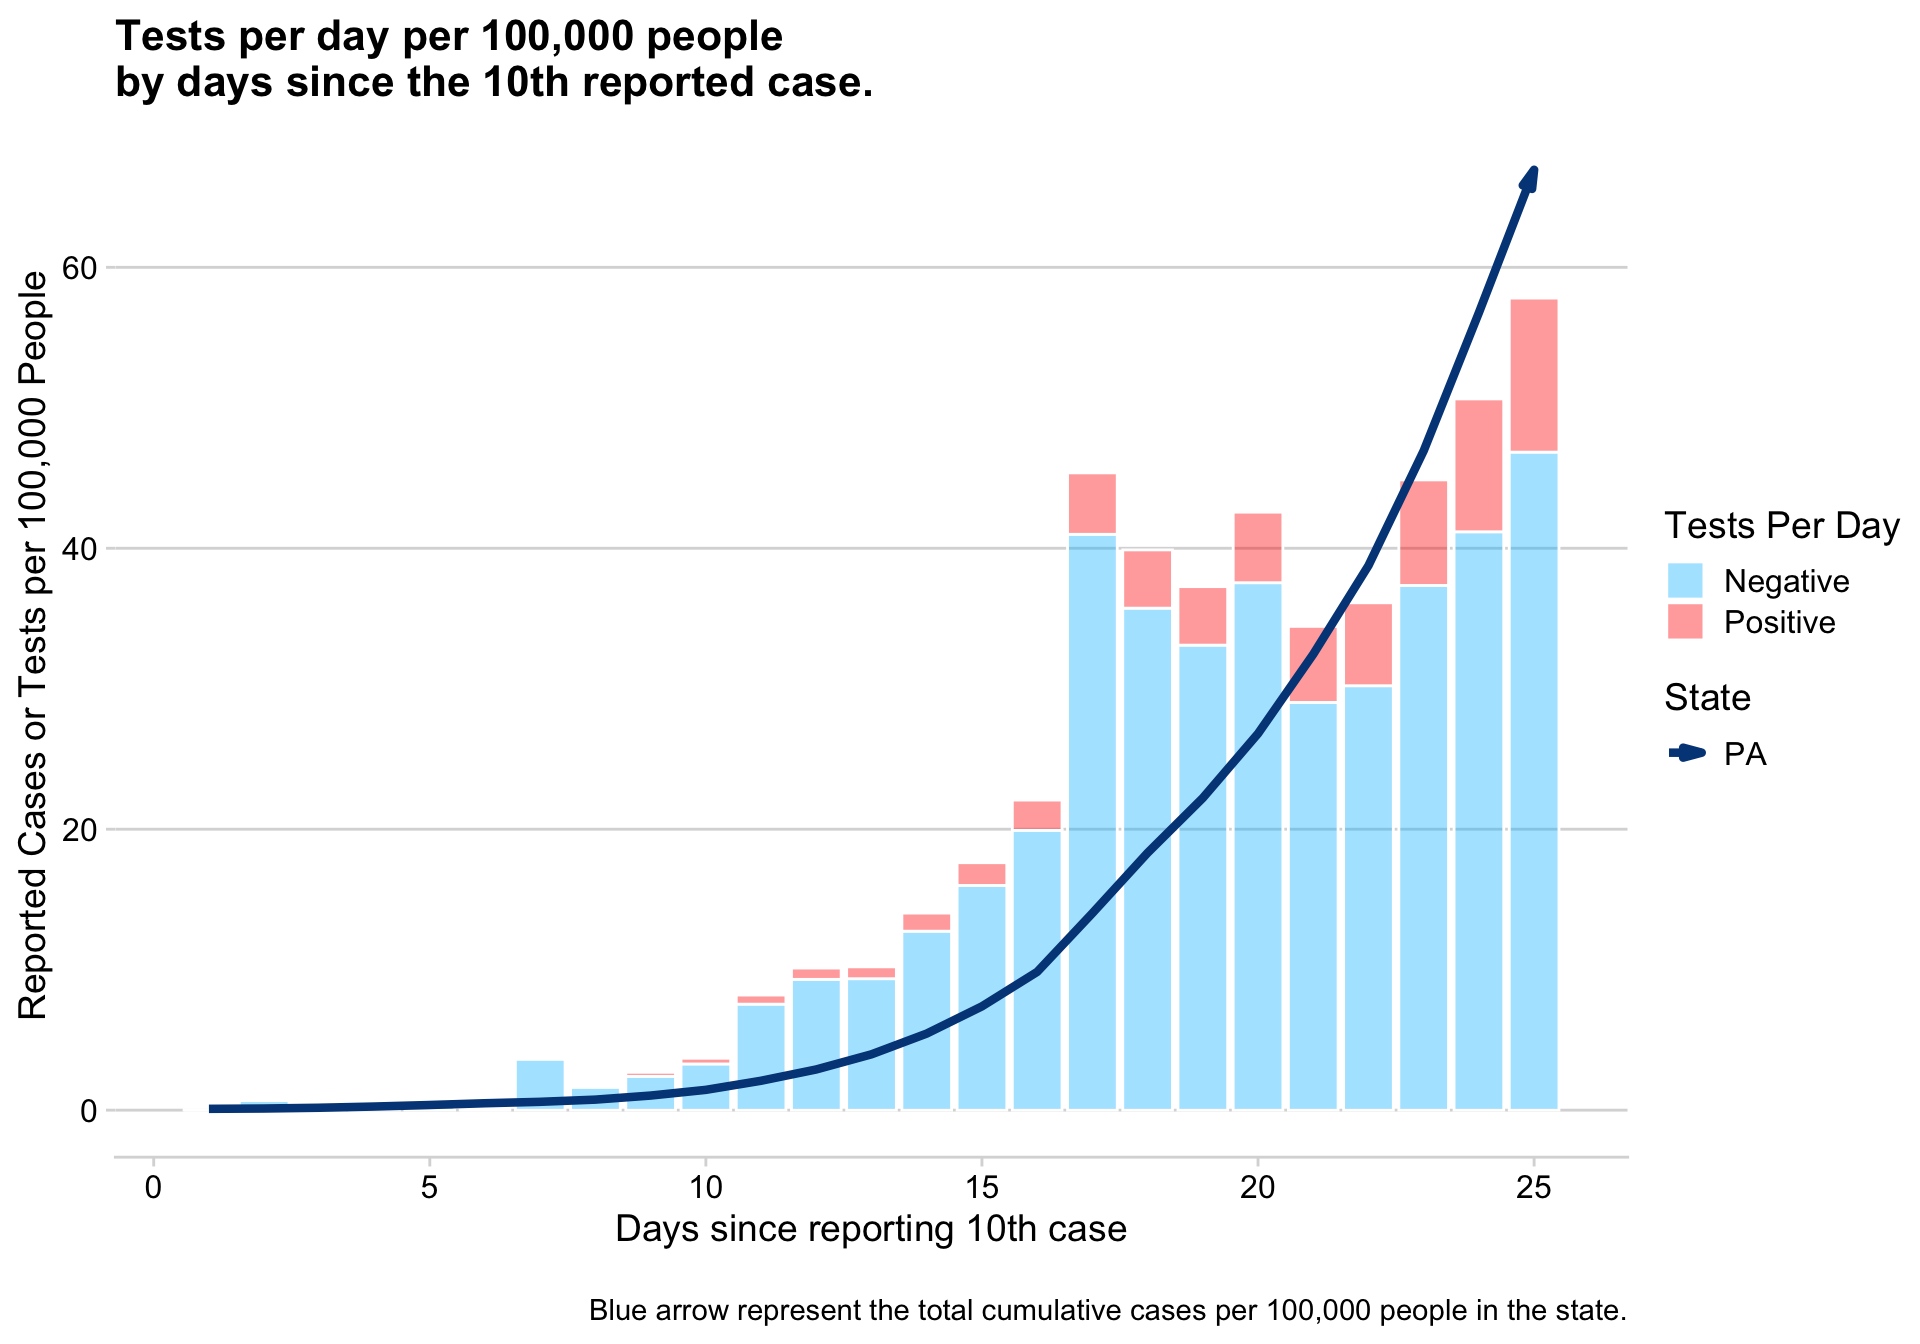 Tests per day per 100,000 people
by days since the 10th reported case.
Reported Cases or Tests per 100,000 People
60
40
20
0
0
5
10
15
20
25
Days since reporting 10th case
Tests Per Day
Negative
Positive
State
PA
Blue arrow represent the total cumulative cases per 100,000 people in the state.